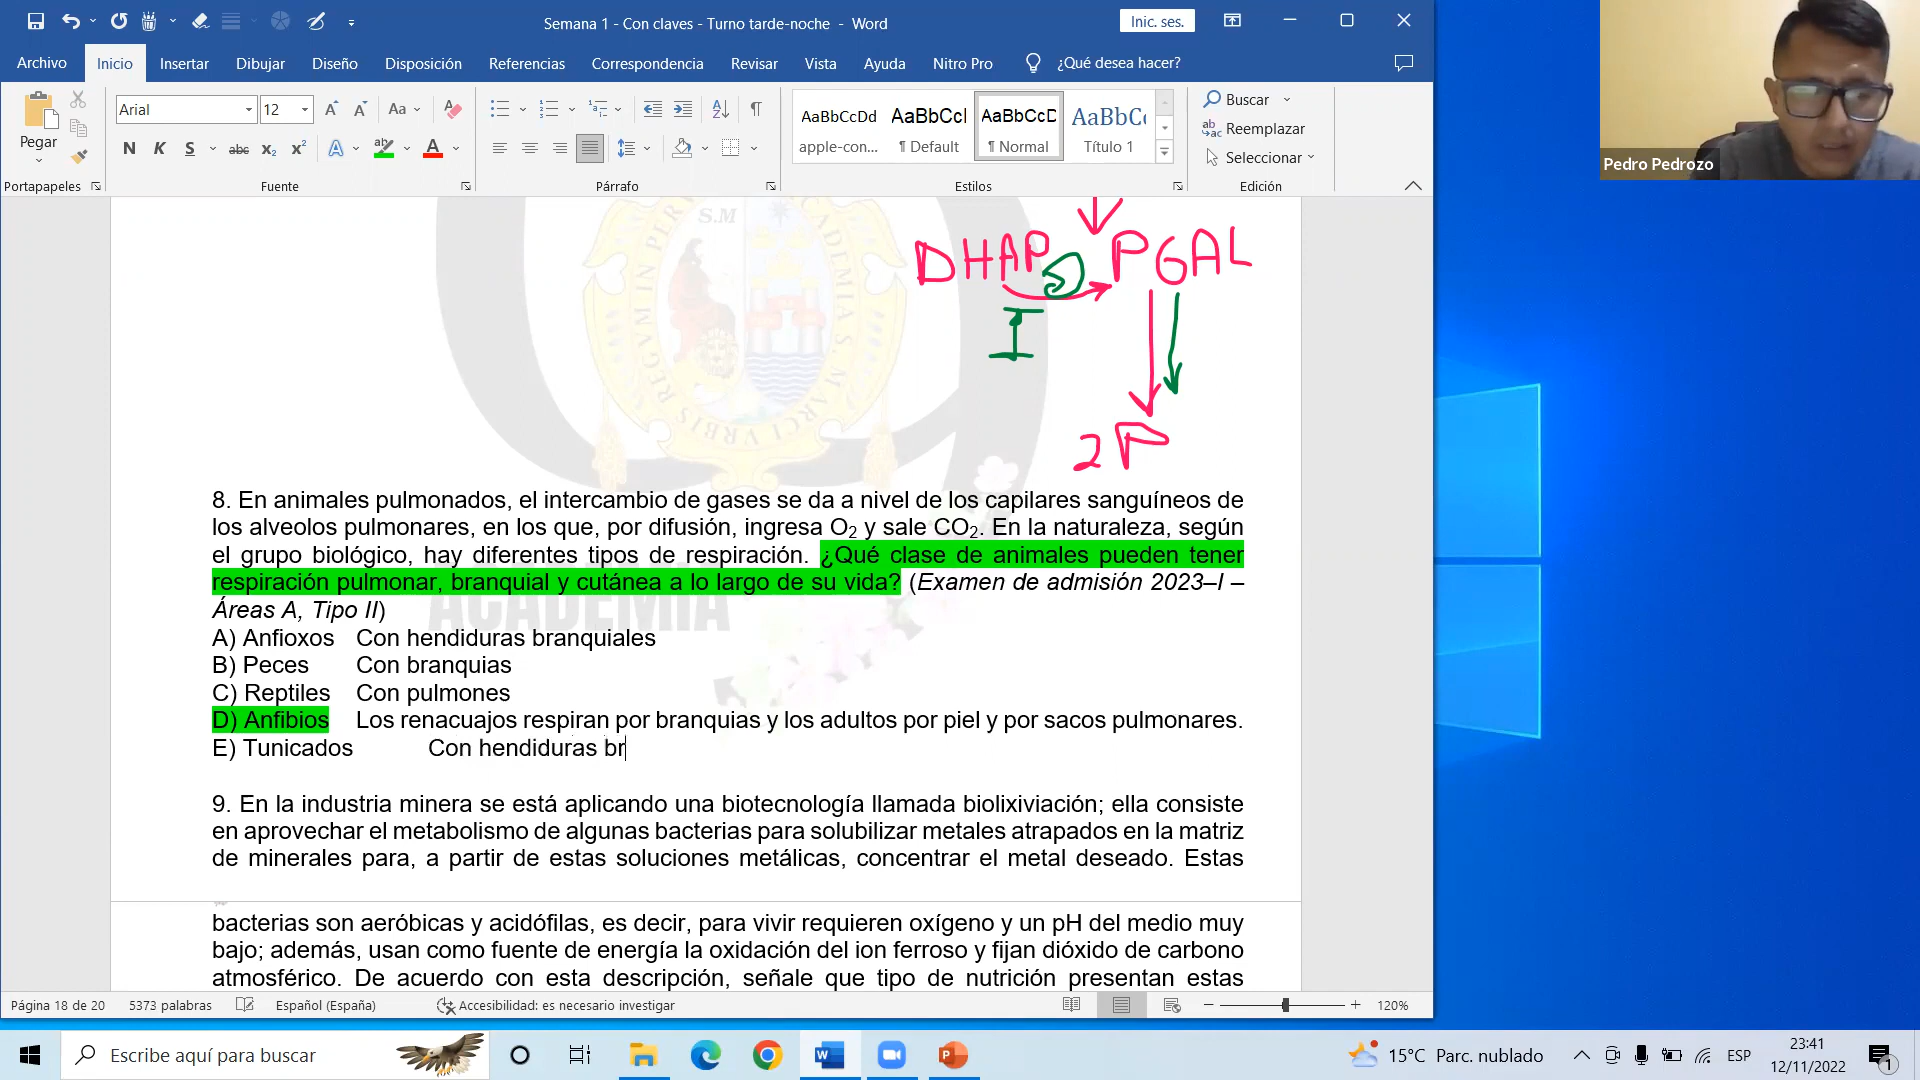 Semana 1 - Con claves - Turno tarde-noche - Word
Inic. ses.
Archivo Inicio Insertar Dibujar Diseño Disposición Referencias Correspondencia Revisar Vista Ayuda Nitro Pro ¿Qué desea hacer?
Pegar
Portapapeles
Arial 12
Aa
N K S abc x₂ x² A A
Fuente
Párrafo
AaBbCcDd AaBbCcI AaBbCcD AaBbCc
apple-con... ¶ Default ¶ Normal Título 1
Estilos
Buscar
Reemplazar
Seleccionar
Edición
Pedro Pedrozo
S.M
DHAP PGAL
I
2 P
8. En animales pulmonados, el intercambio de gases se da a nivel de los capilares sanguíneos de
los alveolos pulmonares, en los que, por difusión, ingresa O₂ y sale CO₂. En la naturaleza, según
el grupo biológico, hay diferentes tipos de respiración. ¿Qué clase de animales pueden tener
respiración pulmonar, branquial y cutánea a lo largo de su vida? (Examen de admisión 2023–I –
Áreas A, Tipo II)
ACADEMIA
A) Anfioxos Con hendiduras branquiales
B) Peces Con branquias
C) Reptiles Con pulmones
D) Anfibios Los renacuajos respiran por branquias y los adultos por piel y por sacos pulmonares.
E) Tunicados Con hendiduras br
9. En la industria minera se está aplicando una biotecnología llamada biolixiviación; ella consiste
en aprovechar el metabolismo de algunas bacterias para solubilizar metales atrapados en la matriz
de minerales para, a partir de estas soluciones metálicas, concentrar el metal deseado. Estas
bacterias son aeróbicas y acidófilas, es decir, para vivir requieren oxígeno y un pH del medio muy
bajo; además, usan como fuente de energía la oxidación del ion ferroso y fijan dióxido de carbono
atmosférico. De acuerdo con esta descripción, señale que tipo de nutrición presentan estas
Página 18 de 20 5373 palabras Español (España) Accesibilidad: es necesario investigar 120%
Escribe aquí para buscar
15°C Parc. nublado
ESP
23:41
12/11/2022
1